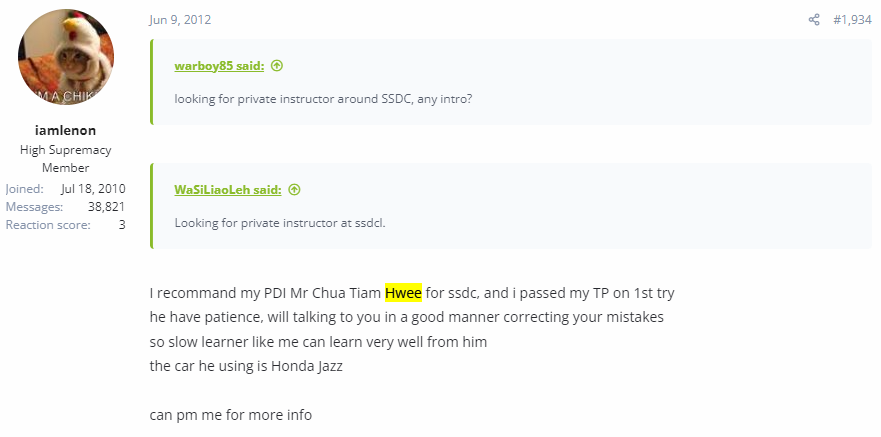 Jun 9, 2012
#1,934
warboy85 said:
looking for private instructor around SSDC, any intro?
M A CHIK
iamlenon
High Supremacy
Member
Joined: Jul 18, 2010
Messages: 38,821
Reaction score: 3
WaSiLiaoLeh said:
Looking for private instructor at ssdcl.
I recommand my PDI Mr Chua Tiam Hwee for ssdc, and i passed my TP on 1st try
he have patience, will talking to you in a good manner correcting your mistakes
so slow learner like me can learn very well from him
the car he using is Honda Jazz
can pm me for more info